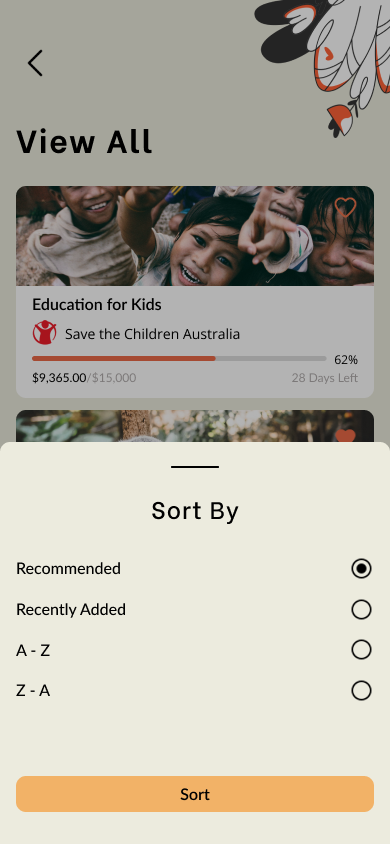 View All
Education for Kids
Save the Children Australia
62%
$9,365.00/$15,000
28 Days Left
Sort By
Recommended
Recently Added
A - Z
Z - A
Sort